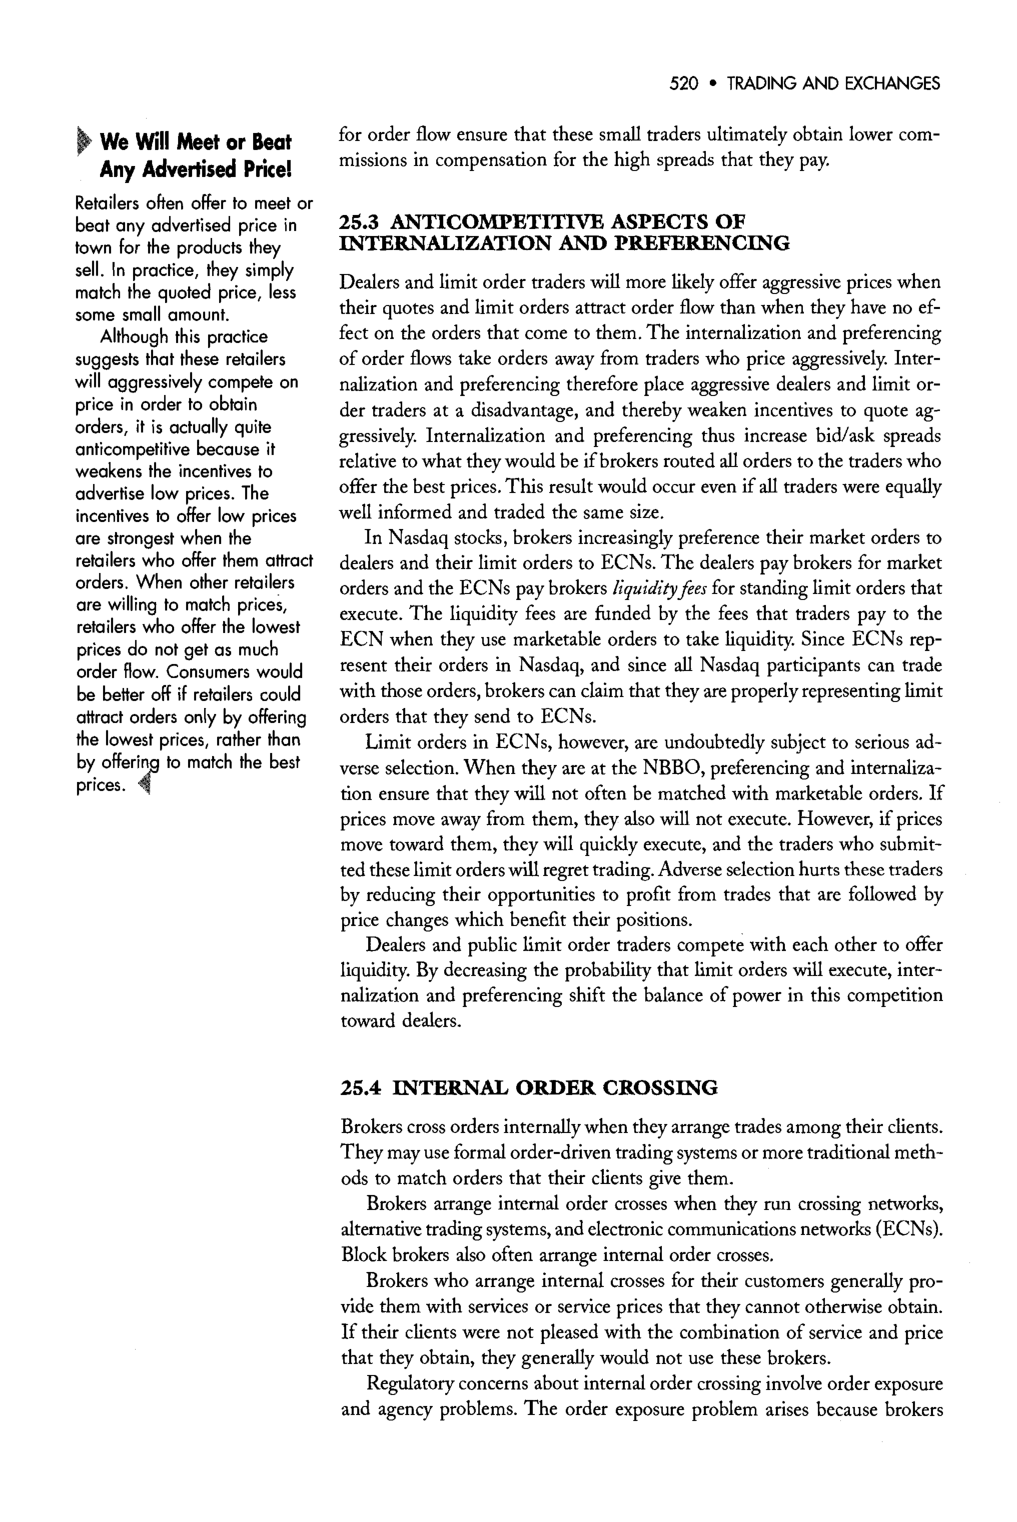 520 • TRADING AND EXCHANGES
We Will Meet or Beat
Any Advertised Price!
Retailers often offer to meet or
beat any advertised price in
town for the products they
sell. In practice, they simply
match the quoted price, less
some small amount.
Although this practice
suggests that these retailers
will aggressively compete on
price in order to obtain
orders, it is actually quite
anticompetitive because it
weakens the incentives to
advertise low prices. The
incentives to offer low prices
are strongest when the
retailers who offer them attract
orders. When other retailers
are willing to match prices,
retailers who offer the lowest
prices do not get as much
order flow. Consumers would
be better off if retailers could
attract orders only by offering
the lowest prices, rather than
by offering to match the best
prices.
for order flow ensure that these small traders ultimately obtain lower com-
missions in compensation for the high spreads that they pay.
25.3 ANTICOMPETITIVE ASPECTS OF
INTERNALIZATION AND PREFERENCING
Dealers and limit order traders will more likely offer aggressive prices when
their quotes and limit orders attract order flow than when they have no ef-
fect on the orders that come to them. The internalization and preferencing
of order flows take orders away from traders who price aggressively. Inter-
nalization and preferencing therefore place aggressive dealers and limit or-
der traders at a disadvantage, and thereby weaken incentives to quote ag-
gressively. Internalization and preferencing thus increase bid/ask spreads
relative to what they would be if brokers routed all orders to the traders who
offer the best prices. This result would occur even if all traders were equally
well informed and traded the same size.
In Nasdaq stocks, brokers increasingly preference their market orders to
dealers and their limit orders to ECNs. The dealers pay brokers for market
orders and the ECNs pay brokers liquidity fees for standing limit orders that
execute. The liquidity fees are funded by the fees that traders pay to the
ECN when they use marketable orders to take liquidity. Since ECNs rep-
resent their orders in Nasdaq, and since all Nasdaq participants can trade
with those orders, brokers can claim that they are properly representing limit
orders that they send to ECNs.
Limit orders in ECNs, however, are undoubtedly subject to serious ad-
verse selection. When they are at the NBBO, preferencing and internaliza-
tion ensure that they will not often be matched with marketable orders. If
prices move away from them, they also will not execute. However, if prices
move toward them, they will quickly execute, and the traders who submit-
ted these limit orders will regret trading. Adverse selection hurts these traders
by reducing their opportunities to profit from trades that are followed by
price changes which benefit their positions.
Dealers and public limit order traders compete with each other to offer
liquidity. By decreasing the probability that limit orders will execute, inter-
nalization and preferencing shift the balance of power in this competition
toward dealers.
25.4 INTERNAL ORDER CROSSING
Brokers cross orders internally when they arrange trades among their clients.
They may use formal order-driven trading systems or more traditional meth-
ods to match orders that their clients give them.
Brokers arrange internal order crosses when they run crossing networks,
alternative trading systems, and electronic communications networks (ECNs).
Block brokers also often arrange internal order crosses.
Brokers who arrange internal crosses for their customers generally pro-
vide them with services or service prices that they cannot otherwise obtain.
If their clients were not pleased with the combination of service and price
that they obtain, they generally would not use these brokers.
Regulatory concerns about internal order crossing involve order exposure
and agency problems. The order exposure problem arises because brokers